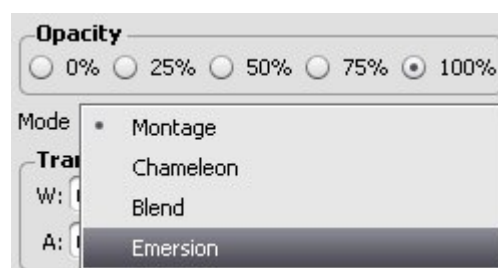 Opacity
0% 25% 50% 75% 100%
Mode
Montage
Chameleon
W:
Blend
A:
Emersion